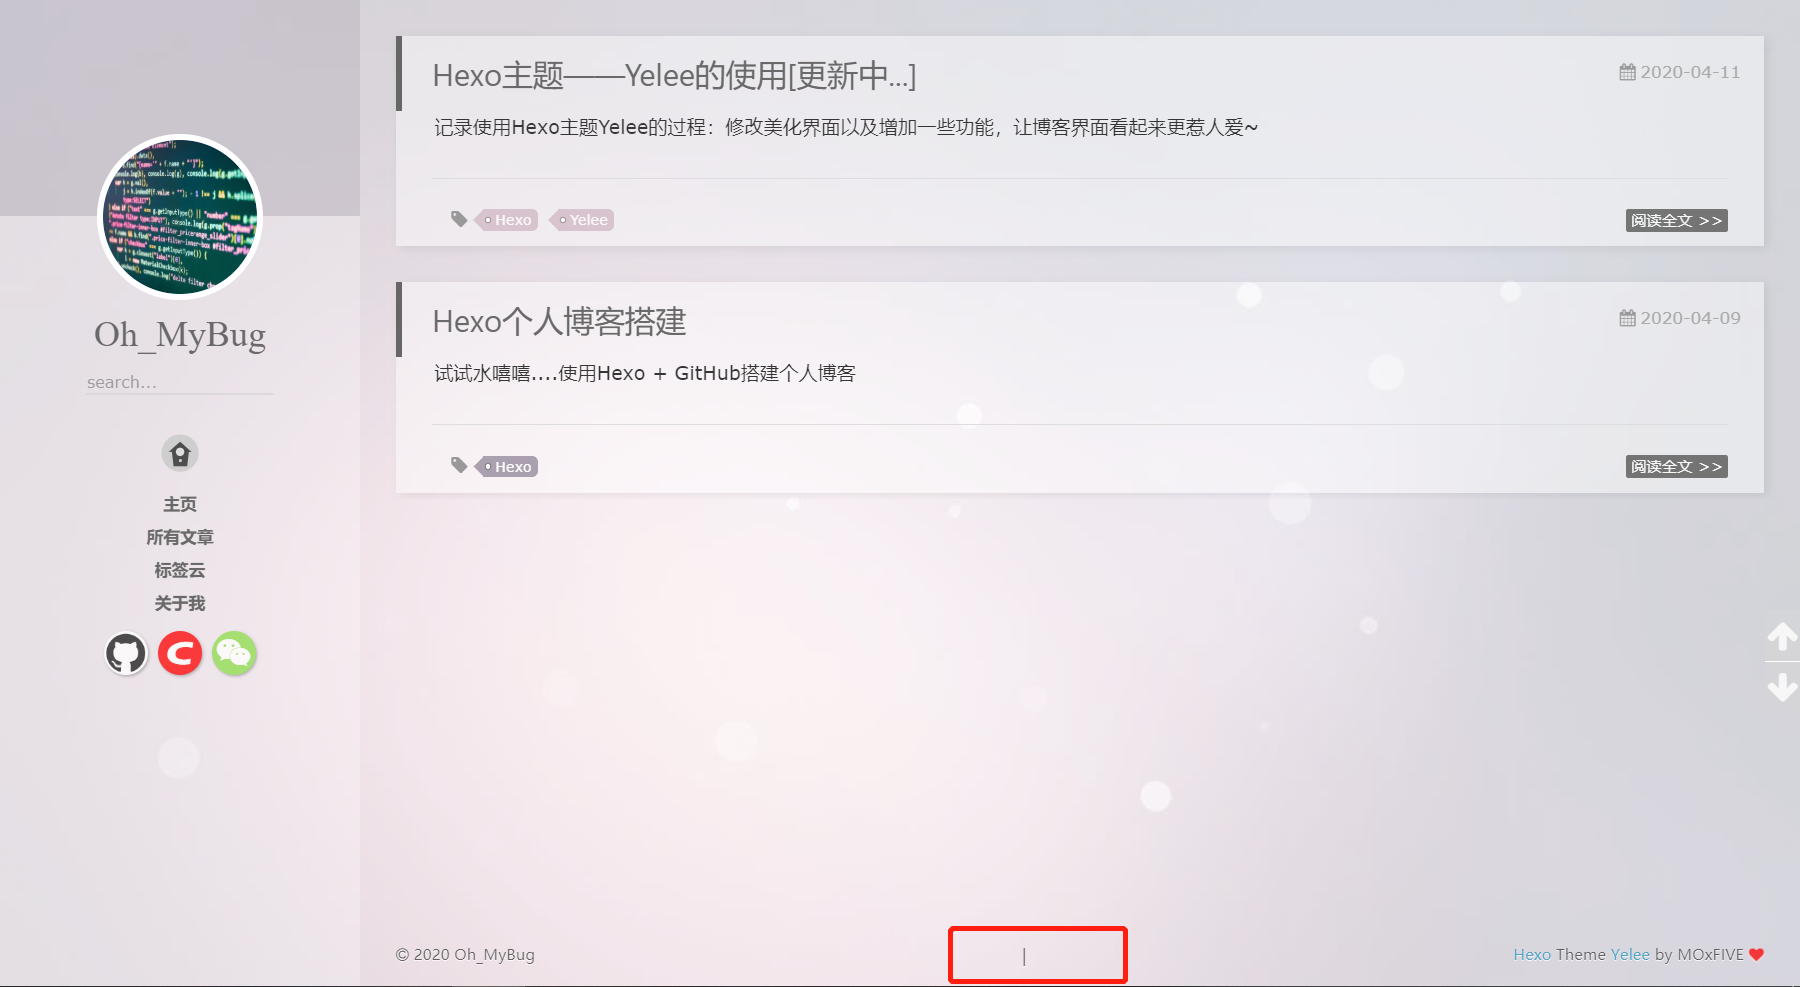 Oh_MyBug
search...
主页
所有文章
标签云
关于我
Hexo主题——Yelee的使用[更新中...]
2020-04-11
记录使用Hexo主题Yelee的过程：修改美化界面以及增加一些功能，让博客界面看起来更惹人爱~
Hexo Yelee
阅读全文 >>
Hexo个人博客搭建
2020-04-09
试试水嘻嘻....使用Hexo + GitHub搭建个人博客
Hexo
阅读全文 >>
© 2020 Oh_MyBug
|
Hexo Theme Yelee by MOxFIVE ❤